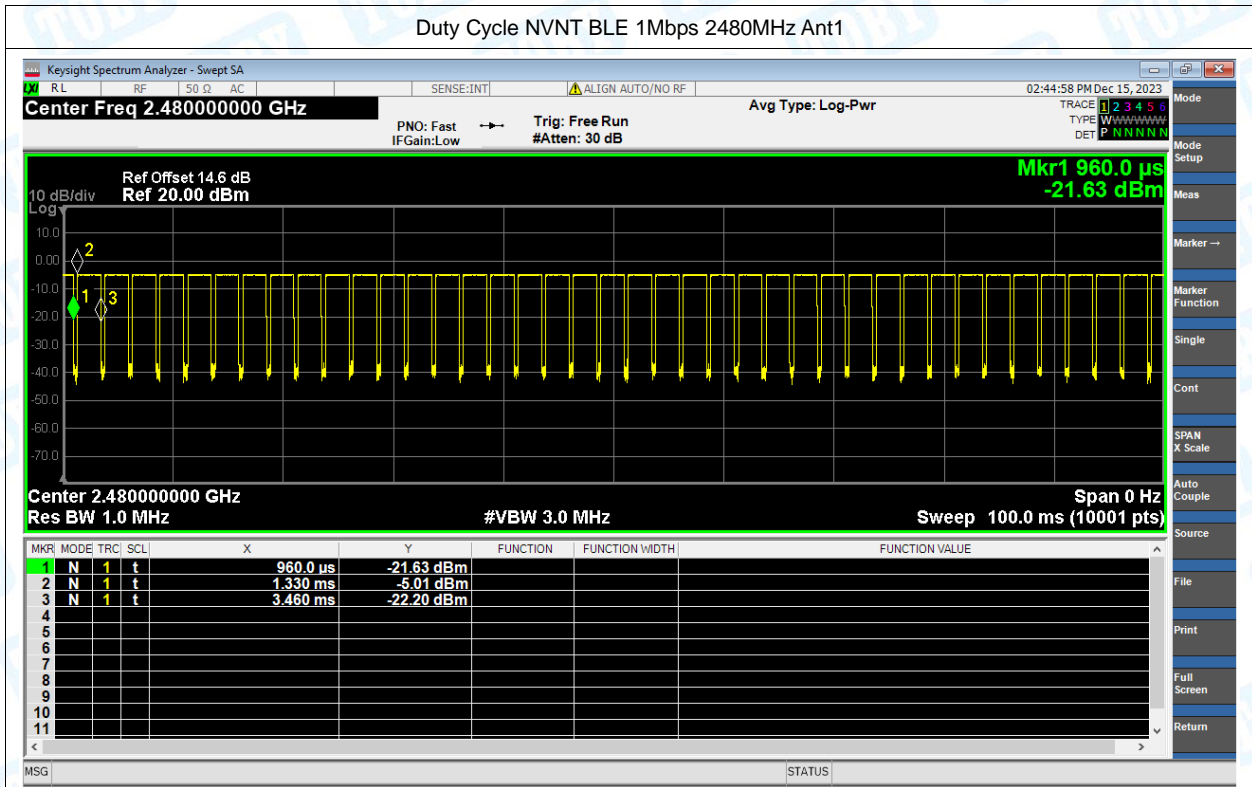 Duty Cycle NVNT BLE 1Mbps 2480MHz Ant1
Keysight Spectrum Analyzer - Swept SA
LXI RL RF 50 Ω AC SENSE:INT ALIGN AUTO/NO RF 02:44:58 PM Dec 15, 2023
Center Freq 2.480000000 GHz
PNO: Fast
IFGain:Low
Trig: Free Run
#Atten: 30 dB
Avg Type: Log-Pwr
TRACE 1 2 3 4 5 6
TYPE WWWWWWW
DET P N N N N N
Ref Offset 14.6 dB
10 dB/div Ref 20.00 dBm
Log
Mkr1 960.0 µs
-21.63 dBm
10.0
0.00
-10.0
-20.0
-30.0
-40.0
-50.0
-60.0
-70.0
2
1
3
Center 2.480000000 GHz Span 0 Hz
Res BW 1.0 MHz #VBW 3.0 MHz Sweep 100.0 ms (10001 pts)
MKR MODE TRC SCL X Y FUNCTION FUNCTION WIDTH FUNCTION VALUE
1 N 1 t 960.0 µs -21.63 dBm
2 N 1 t 1.330 ms -5.01 dBm
3 N 1 t 3.460 ms -22.20 dBm
4
5
6
7
8
9
10
11
MSG STATUS
Mode
Mode
Setup
Meas
Marker →
Marker
Function
Single
Cont
SPAN
X Scale
Auto
Couple
Source
File
Print
Full
Screen
Return
TOBY